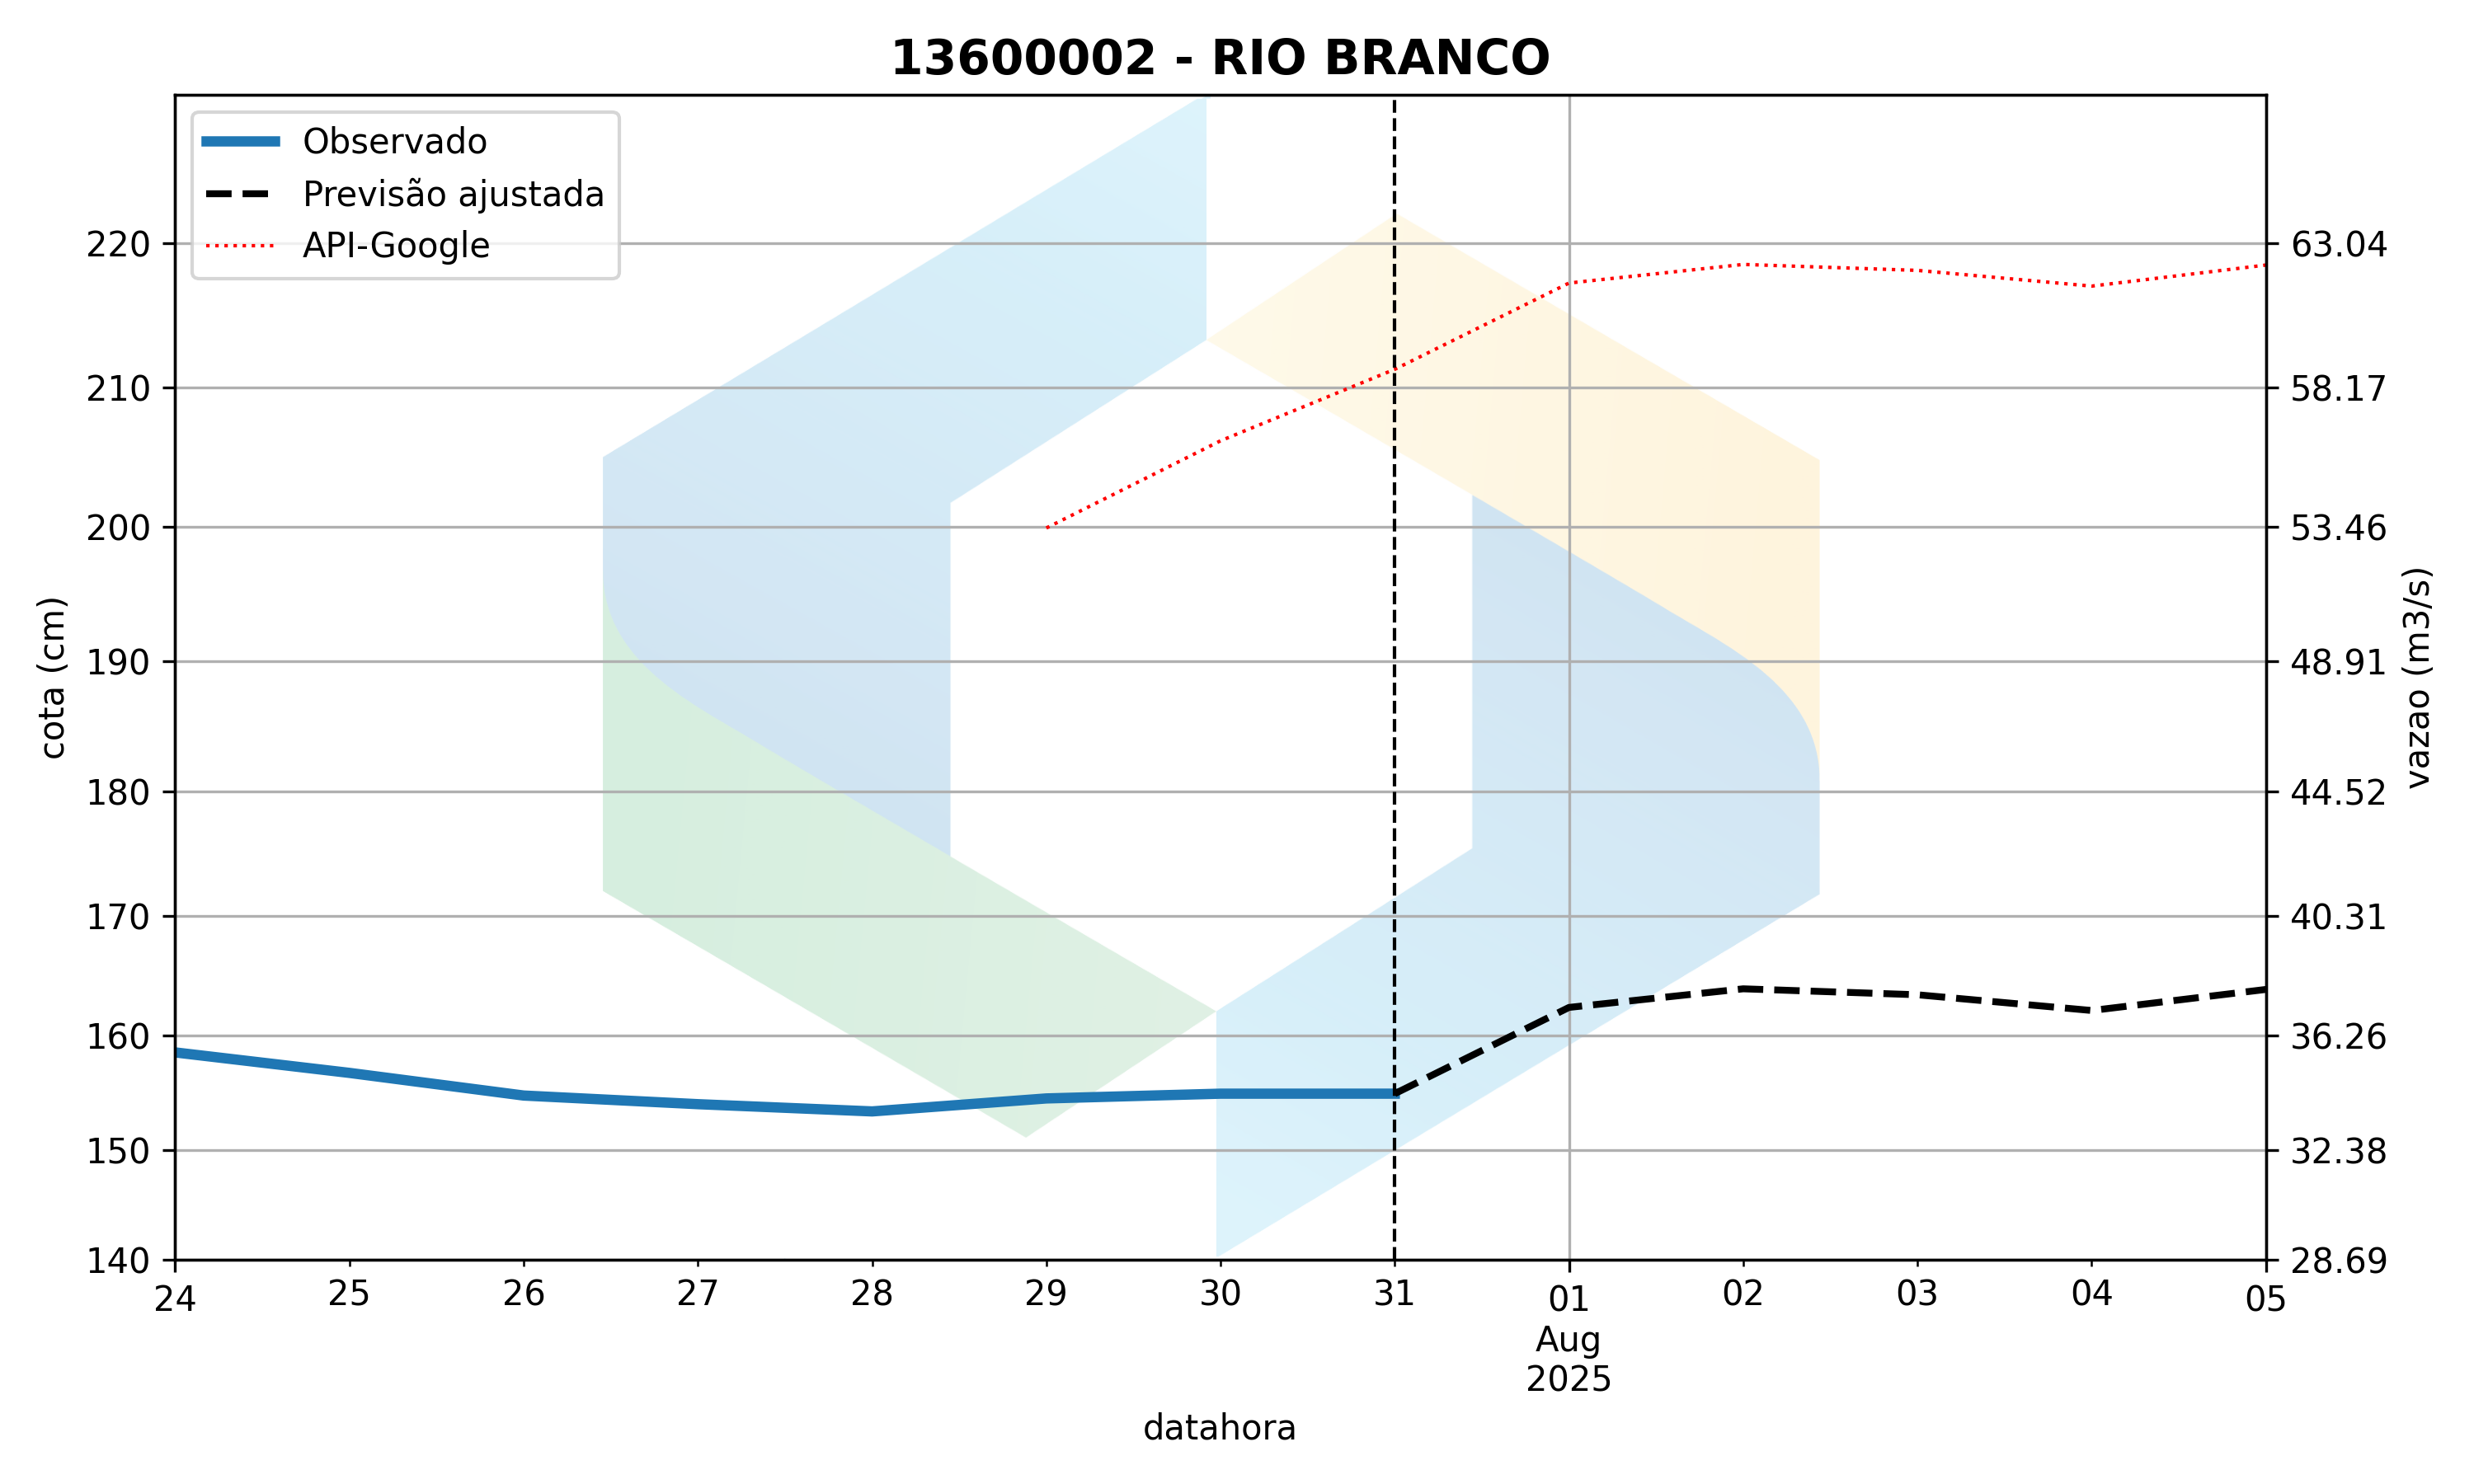 13600002 - RIO BRANCO
Observado
Previsão ajustada
API-Google
cota (cm)
220
210
200
190
180
170
160
150
140
63.04
58.17
53.46
48.91
44.52
40.31
36.26
32.38
28.69
vazao (m3/s)
24 25 26 27 28 29 30 31 01 02 03 04 05
Aug
2025
datahora